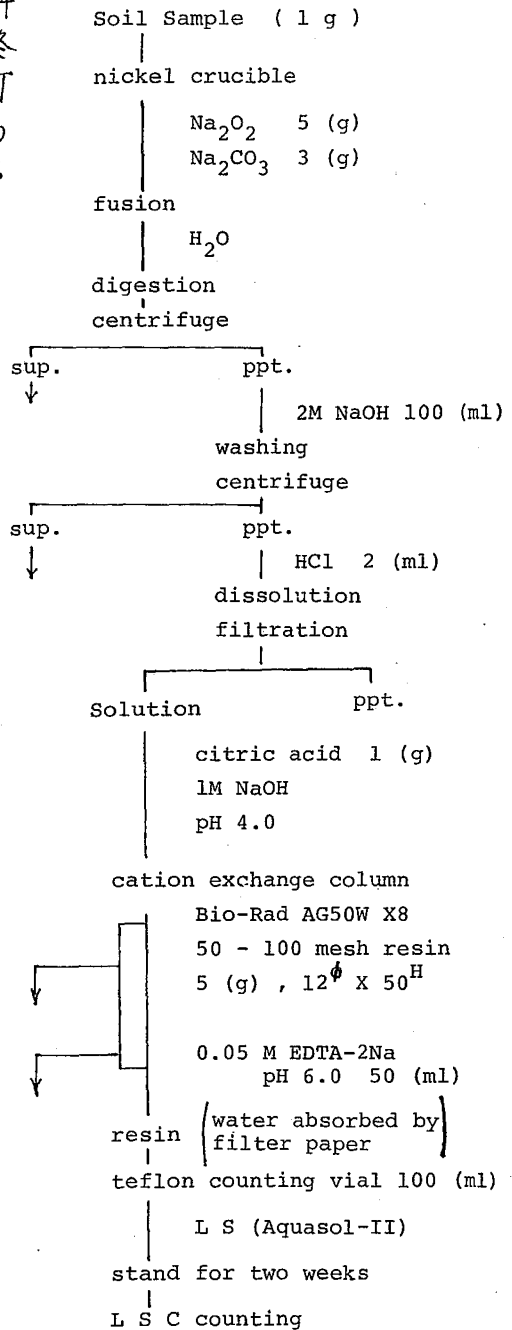 Soil Sample ( 1 g )
nickel crucible
Na₂O₂ 5 (g)
Na₂CO₃ 3 (g)
fusion
H₂O
digestion
centrifuge
sup. ppt.
2M NaOH 100 (ml)
washing
centrifuge
sup. ppt.
HCl 2 (ml)
dissolution
filtration
Solution ppt.
citric acid 1 (g)
1M NaOH
pH 4.0
cation exchange column
Bio-Rad AG50W X8
50 - 100 mesh resin
5 (g) , 12ᶲ X 50ᴴ
0.05 M EDTA-2Na
pH 6.0 50 (ml)
resin (water absorbed by
filter paper)
teflon counting vial 100 (ml)
L S (Aquasol-II)
stand for two weeks
L S C counting